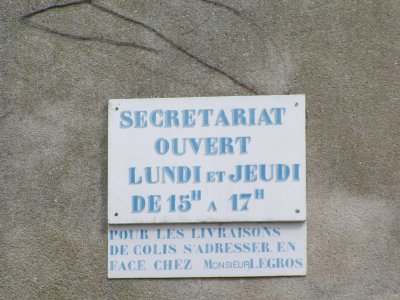 SECRETARIAT
OUVERT
LUNDI ET JEUDI
DE 15H A 17H
POUR LES LIVRAISONS
DE COLIS S'ADRESSER EN
FACE CHEZ MONSIEUR LEGROS